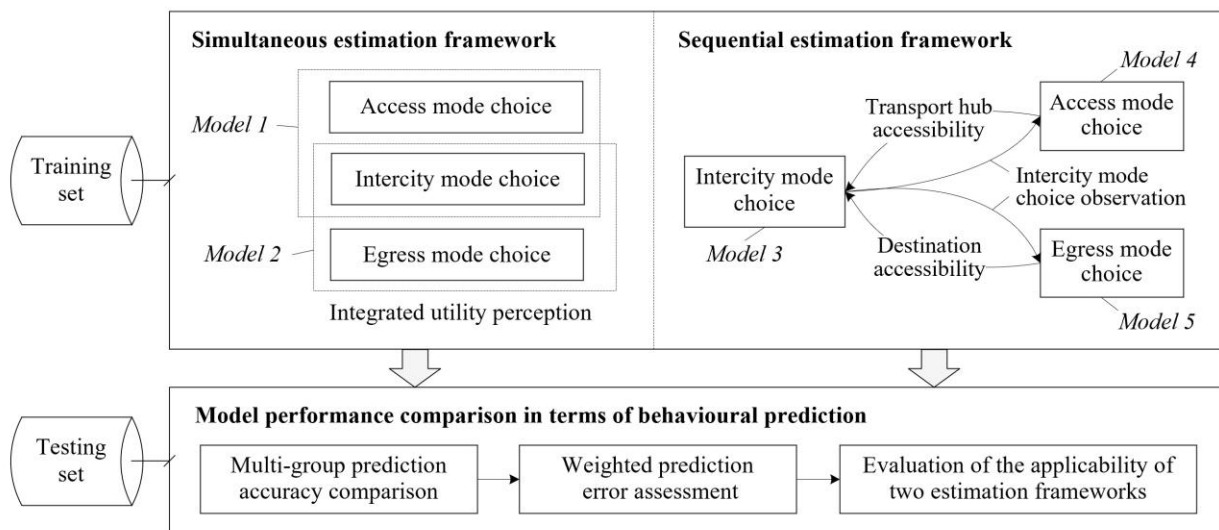 Simultaneous estimation framework
Access mode choice
Model 1
Intercity mode choice
Model 2
Egress mode choice
Integrated utility perception
Training
set
Sequential estimation framework
Model 4
Transport hub
accessibility
Access mode
choice
Intercity mode
choice
Model 3
Intercity mode
choice observation
Destination
accessibility
Egress mode
choice
Model 5
Testing
set
Model performance comparison in terms of behavioural prediction
Multi-group prediction
accuracy comparison
Weighted prediction
error assessment
Evaluation of the applicability of
two estimation frameworks